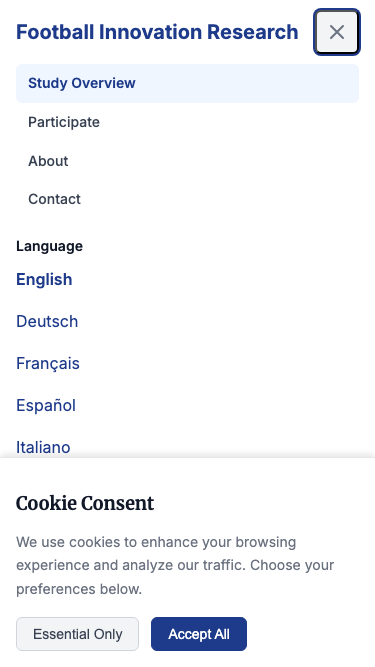 Football Innovation Research
Study Overview
Participate
About
Contact
Language
English
Deutsch
Français
Español
Italiano
Cookie Consent
We use cookies to enhance your browsing
experience and analyze our traffic. Choose your
preferences below.
Essential Only
Accept All